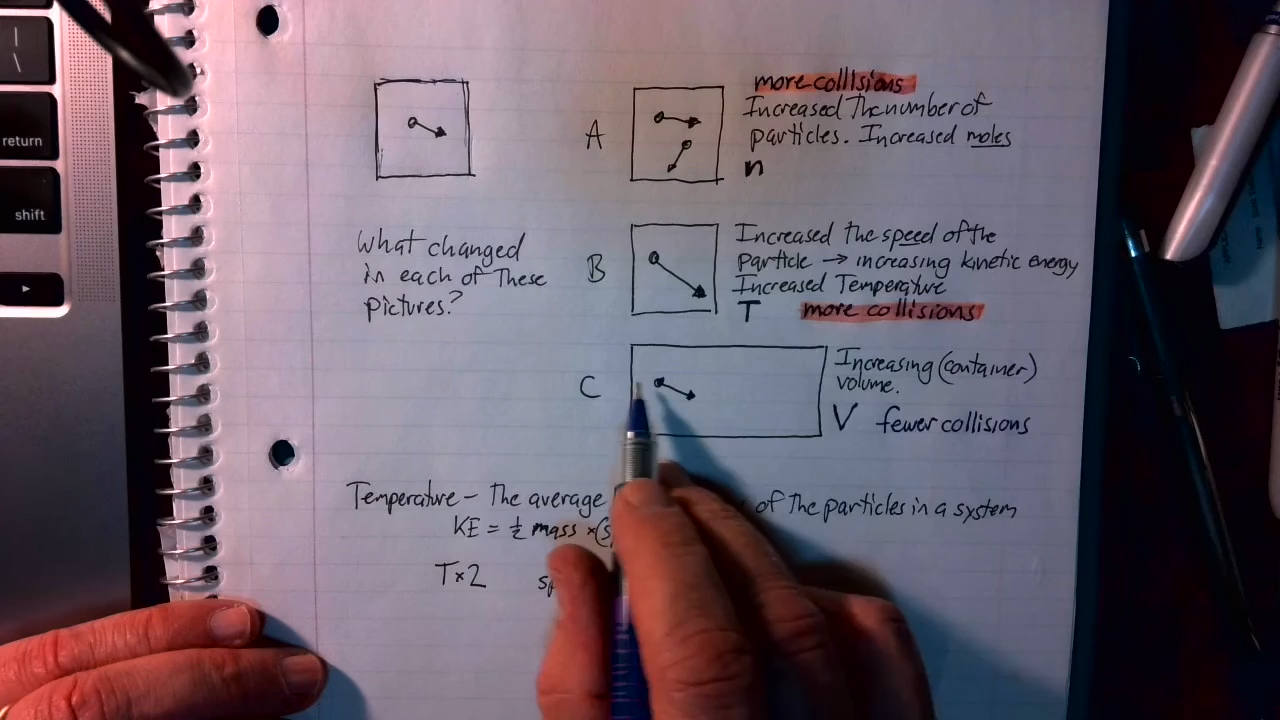 |
\
return
shift
more collisions
Increased the number of
particles. Increased moles
n
A
What changed
in each of these
pictures?
B
Increased the speed of the
particle → increasing kinetic energy
Increased Temperature
T more collisions
C
Increasing (container)
volume.
V fewer collisions
Temperature - The average
of the particles in a system
KE = ½ mass ×(
T×2